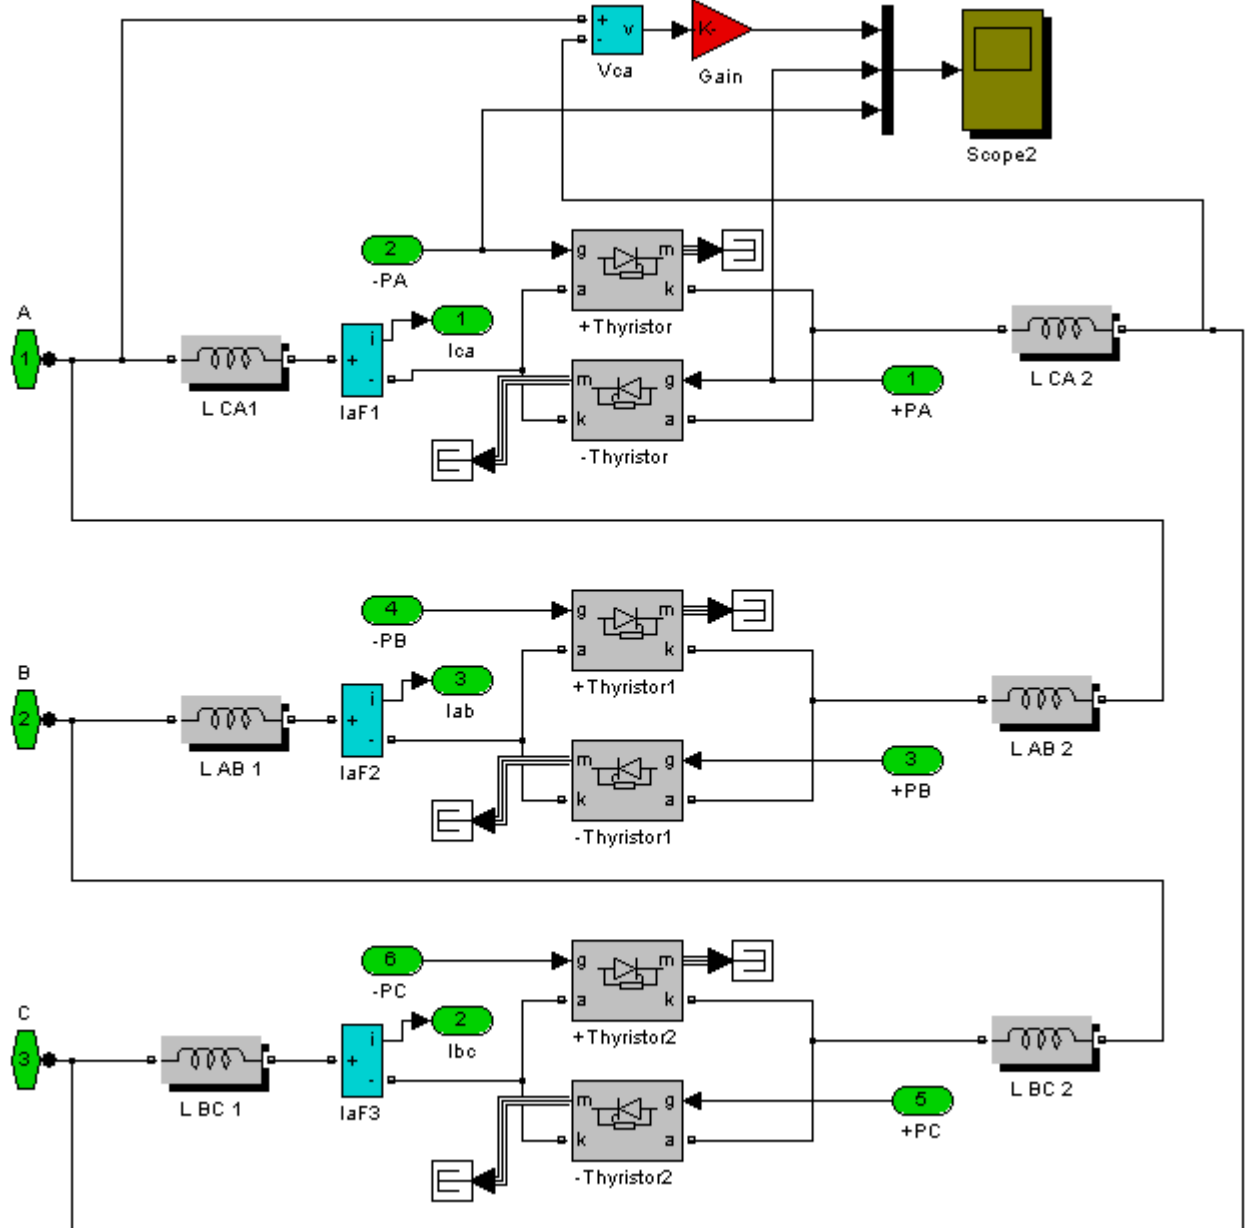 +
-
v
Vca
K-
Gain
Scope2
2
-PA
g
m
a
k
+Thyristor
A
1
L CA1
i
+
-
IaF1
1
Ica
m
g
k
a
-Thyristor
1
+PA
L CA 2
4
-PB
g
m
a
k
+Thyristor1
B
2
L AB 1
i
+
-
IaF2
3
Iab
m
g
k
a
-Thyristor1
3
+PB
L AB 2
6
-PC
g
m
a
k
+Thyristor2
C
3
L BC 1
i
+
-
IaF3
2
Ibc
m
g
k
a
-Thyristor2
5
+PC
L BC 2